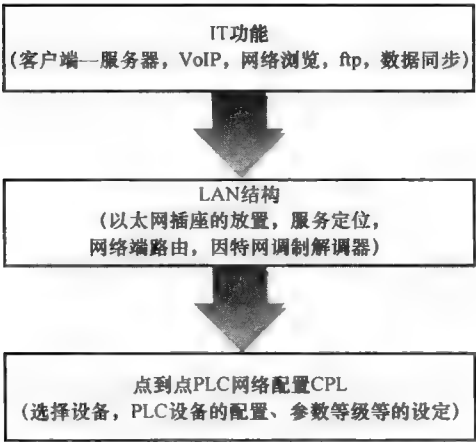 IT功能
(客户端—服务器，VoIP，网络浏览，ftp，数据同步)
LAN结构
(以太网插座的放置，服务定位，
网络端路由，因特网调制解调器)
点到点PLC网络配置CPL
(选择设备，PLC设备的配置、参数等级等的设定)